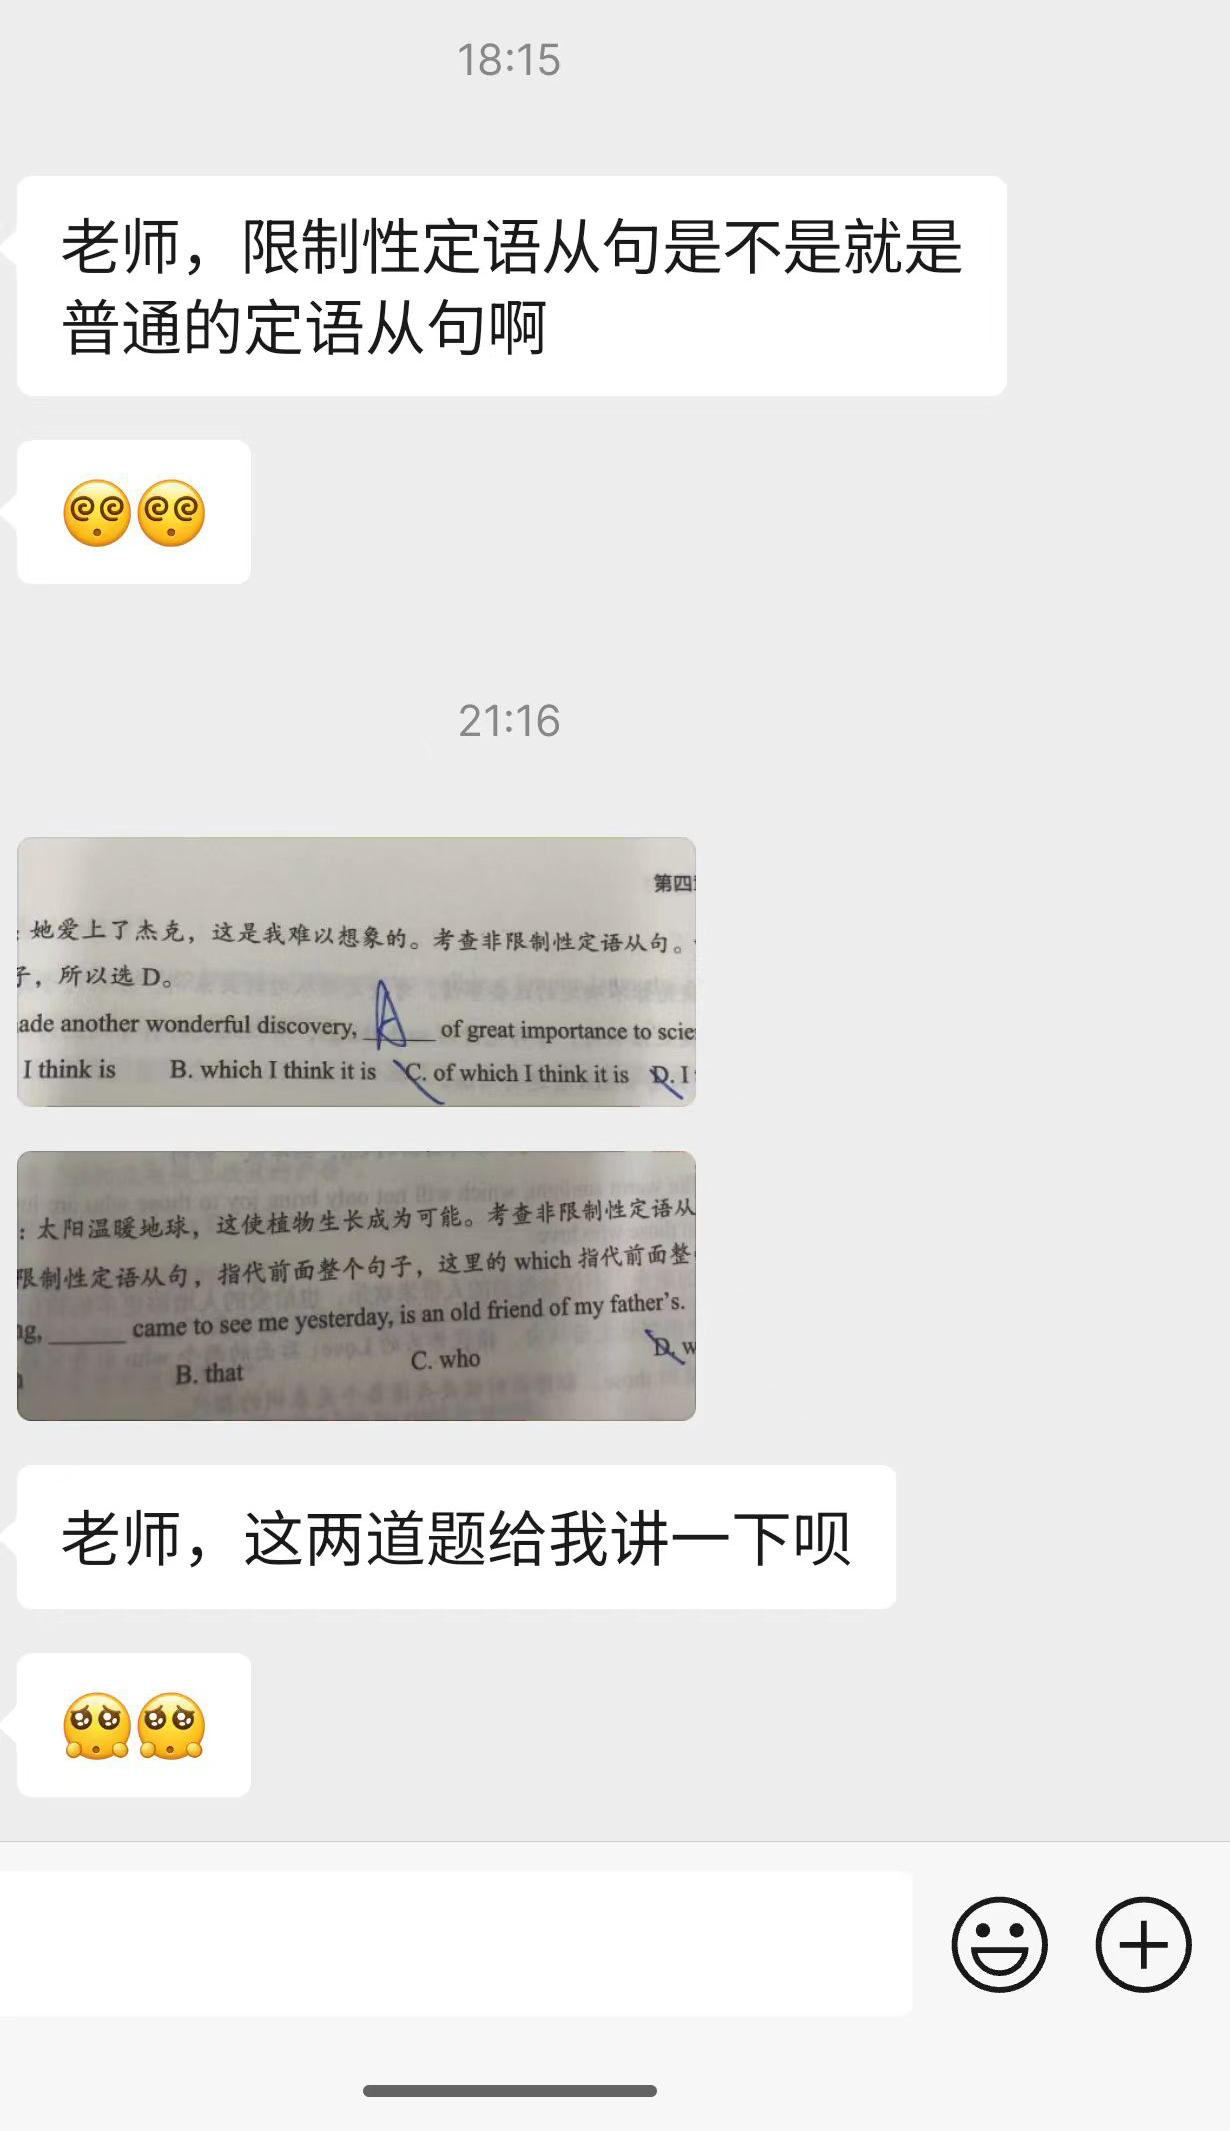 18:15
老师，限制性定语从句是不是就是
普通的定语从句啊
21:16
第四
：她爱上了杰克，这是我难以想象的。考查非限制性定语从句。
子，所以选 D。
ade another wonderful discovery, A of great importance to scie
I think is B. which I think it is C. of which I think it is D. I
：太阳温暖地球，这使植物生长成为可能。考查非限制性定语从
限制性定语从句，指代前面整个句子，这里的 which 指代前面整
g, ______ came to see me yesterday, is an old friend of my father's.
B. that C. who D. w
老师，这两道题给我讲一下呗